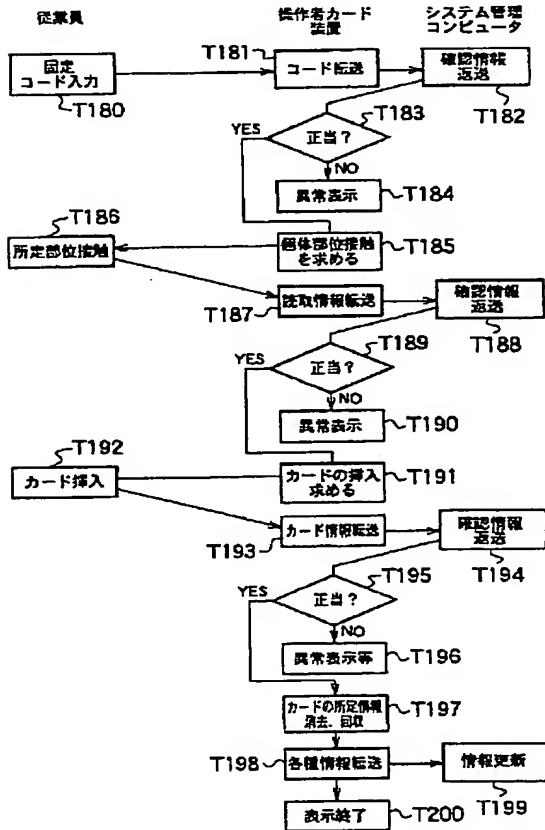 従業員
操作者カード
装置
システム管理
コンピュータ
固定
コード入力
T180
T181
コード転送
確認情報
返送
T182
T183
YES
正当？
NO
異常表示
T184
T186
所定部位接触
個体部位接触
を求める
T185
T187
読取情報転送
確認情報
返送
T188
T189
YES
正当？
NO
異常表示
T190
T192
カード挿入
カードの挿入
求める
T191
T193
カード情報転送
確認情報
返送
T194
T195
YES
正当？
NO
異常表示等
T196
カードの所定情報
消去、回収
T197
T198
各種情報転送
情報更新
T199
表示終了
T200